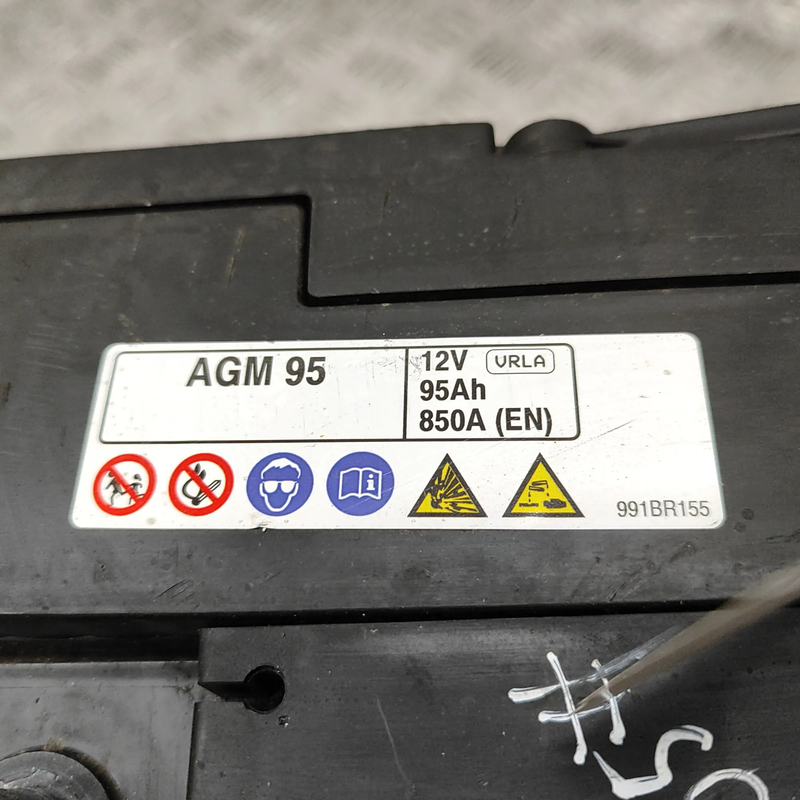 AGM 95
12V VRLA
95Ah
850A (EN)
991BR155